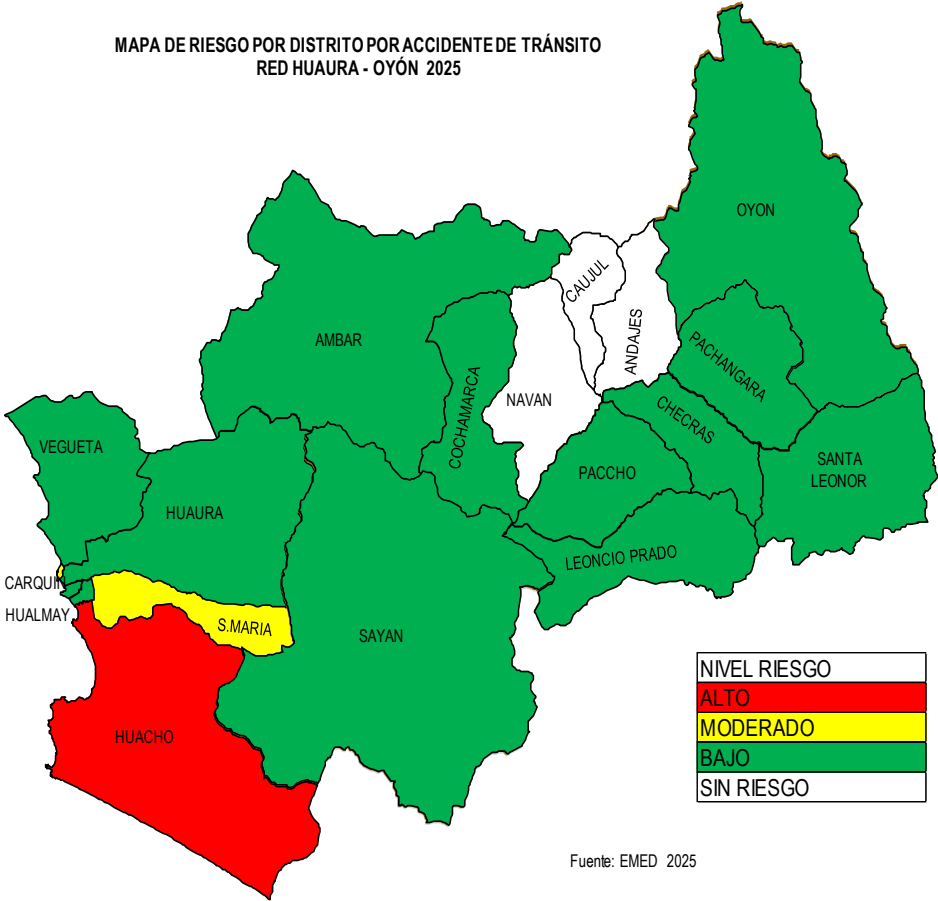 MAPA DE RIESGO POR DISTRITO POR ACCIDENTE DE TRÁNSITO
RED HUAURA - OYÓN 2025
OYON
CAUJUL
ANDAJES
AMBAR
PACHANGARA
COCHAMARCA
NAVAN
CHECRAS
VEGUETA
SANTA
LEONOR
PACCHO
HUAURA
LEONCIO PRADO
CARQUIN
HUALMAY
S.MARIA
SAYAN
HUACHO
NIVEL RIESGO
ALTO
MODERADO
BAJO
SIN RIESGO
Fuente: EMED 2025